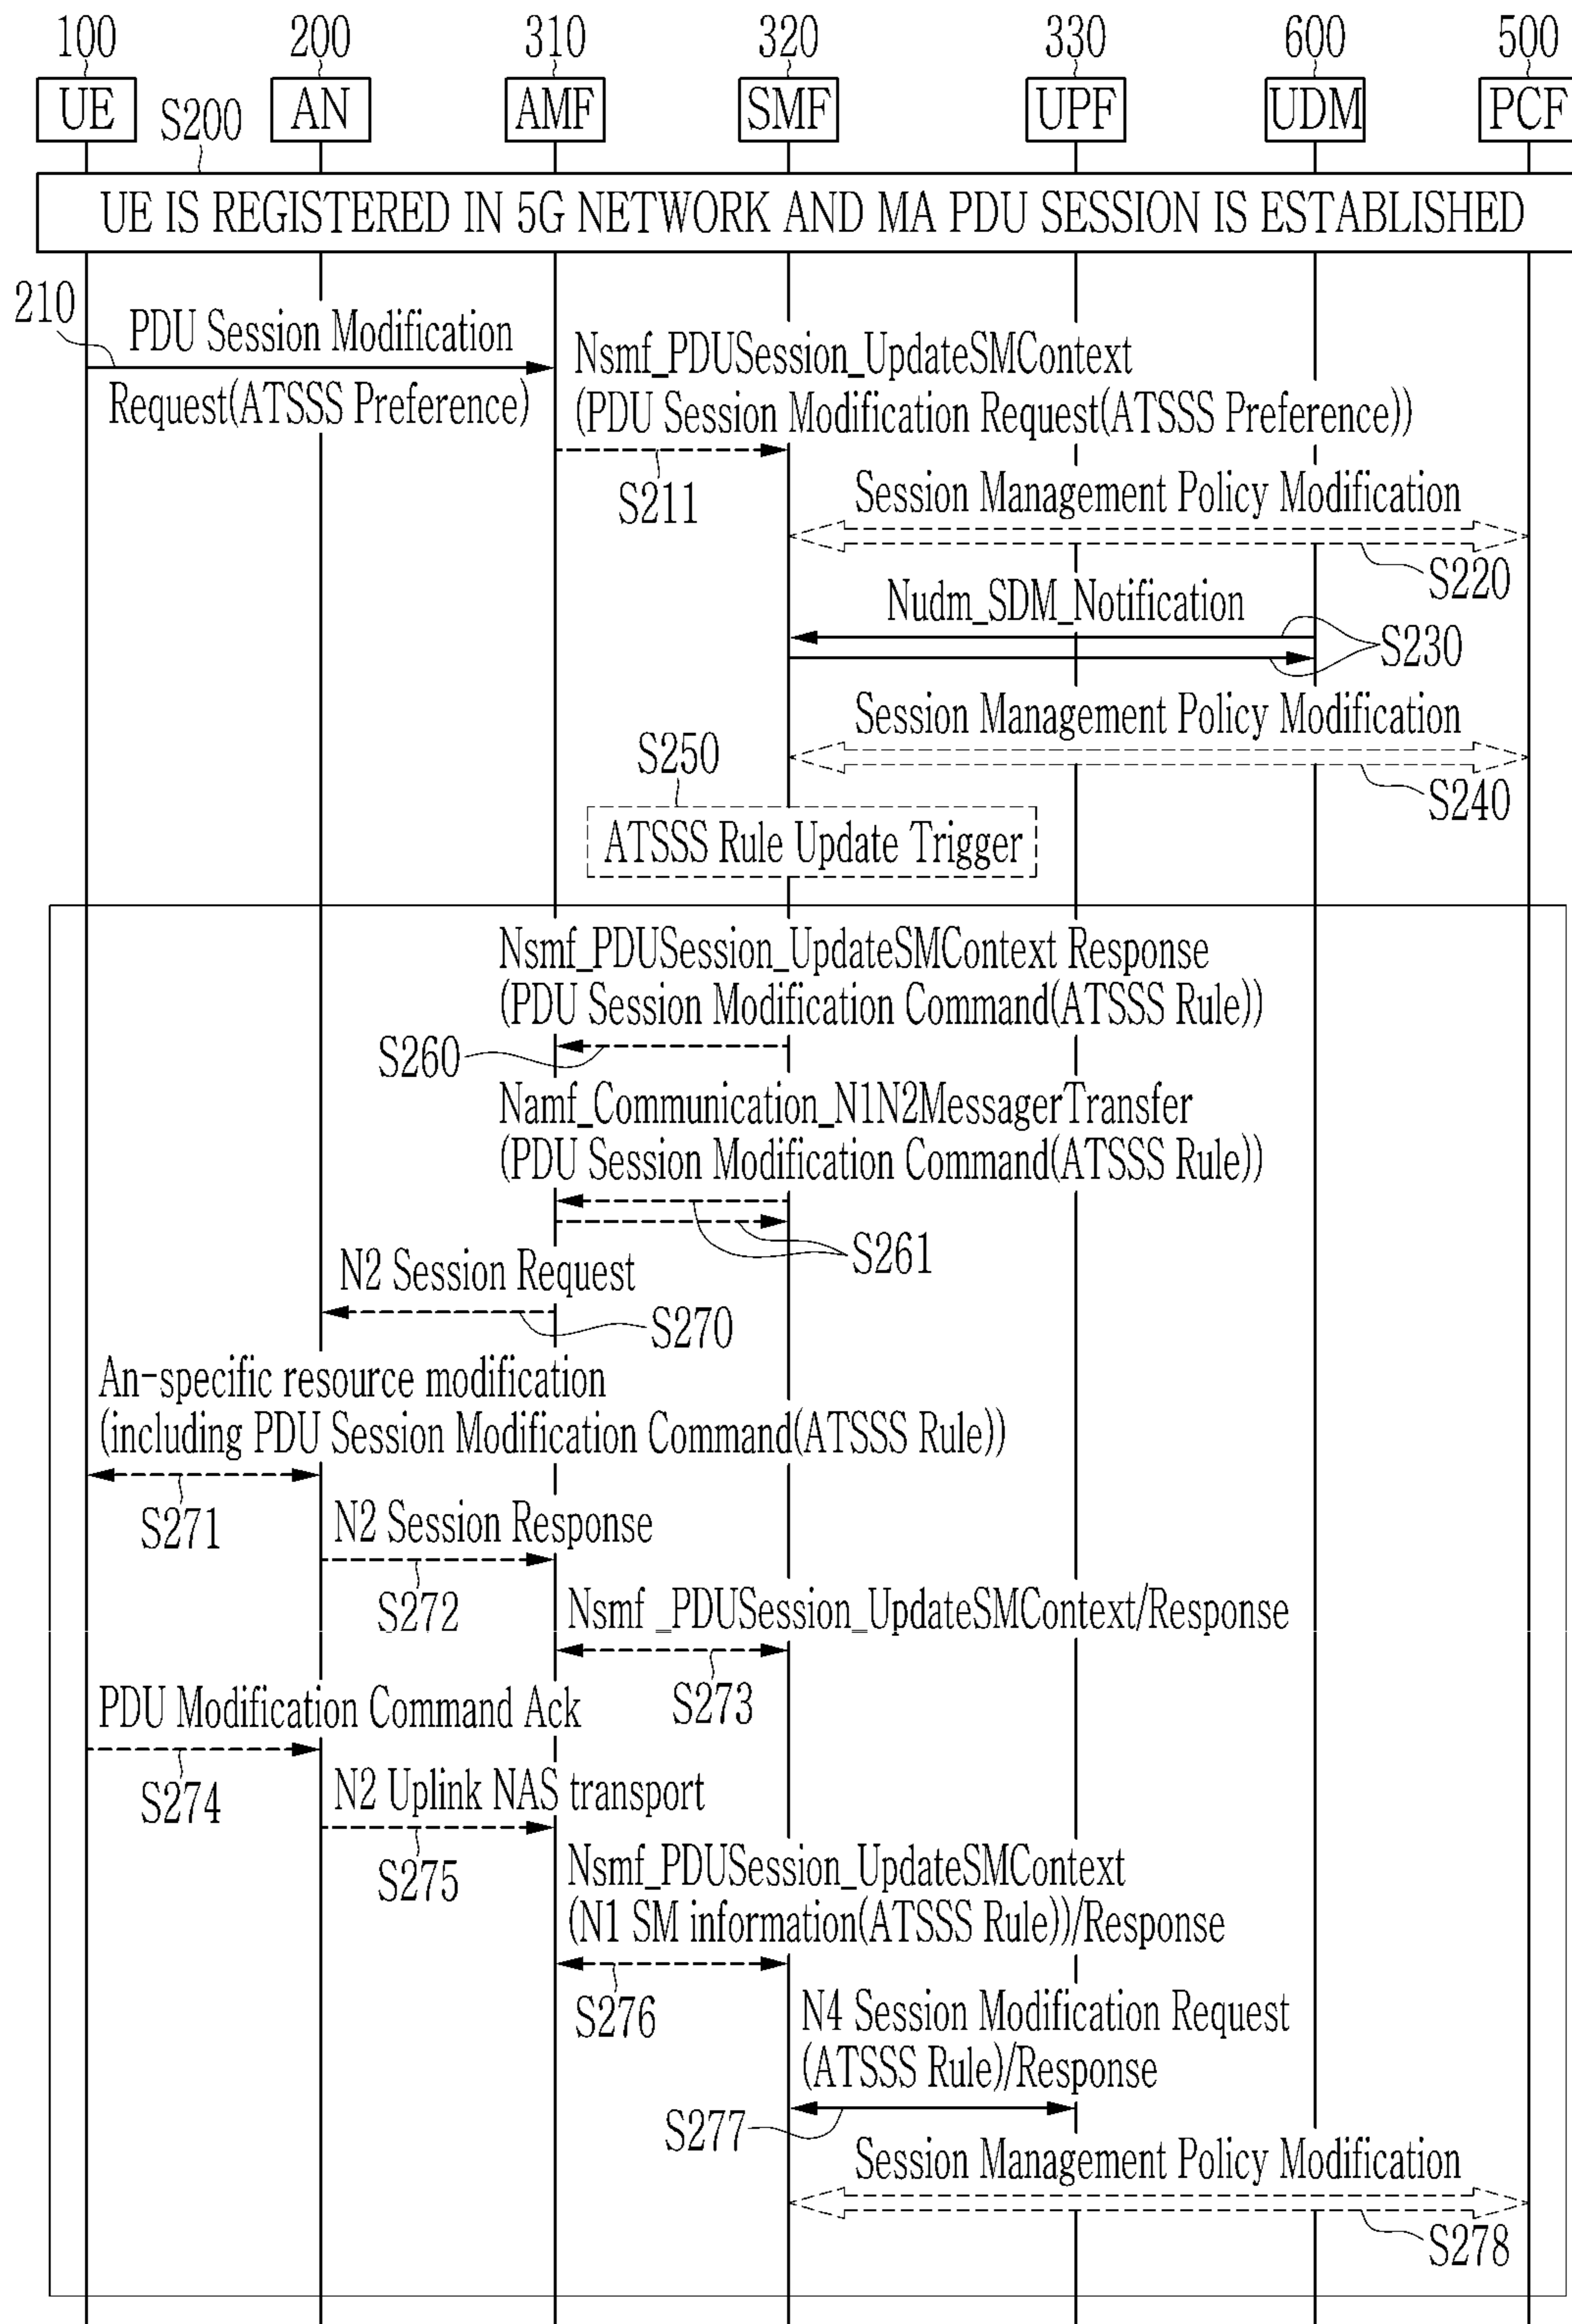 100 200 310 320 330 600 500
UE S200 AN AMF SMF UPF UDM PCF
UE IS REGISTERED IN 5G NETWORK AND MA PDU SESSION IS ESTABLISHED
210
PDU Session Modification
Request(ATSSS Preference)
Nsmf_PDUSession_UpdateSMContext
(PDU Session Modification Request(ATSSS Preference))
S211
Session Management Policy Modification
S220
Nudm_SDM_Notification
S230
Session Management Policy Modification
S240
S250
ATSSS Rule Update Trigger
Nsmf_PDUSession_UpdateSMContext Response
(PDU Session Modification Command(ATSSS Rule))
S260
Namf_Communication_N1N2MessagerTransfer
(PDU Session Modification Command(ATSSS Rule))
S261
N2 Session Request
S270
An-specific resource modification
(including PDU Session Modification Command(ATSSS Rule))
S271
N2 Session Response
S272
Nsmf _PDUSession_UpdateSMContext/Response
S273
PDU Modification Command Ack
S274
N2 Uplink NAS transport
S275
Nsmf_PDUSession_UpdateSMContext
(N1 SM information(ATSSS Rule))/Response
S276
N4 Session Modification Request
(ATSSS Rule)/Response
S277
Session Management Policy Modification
S278